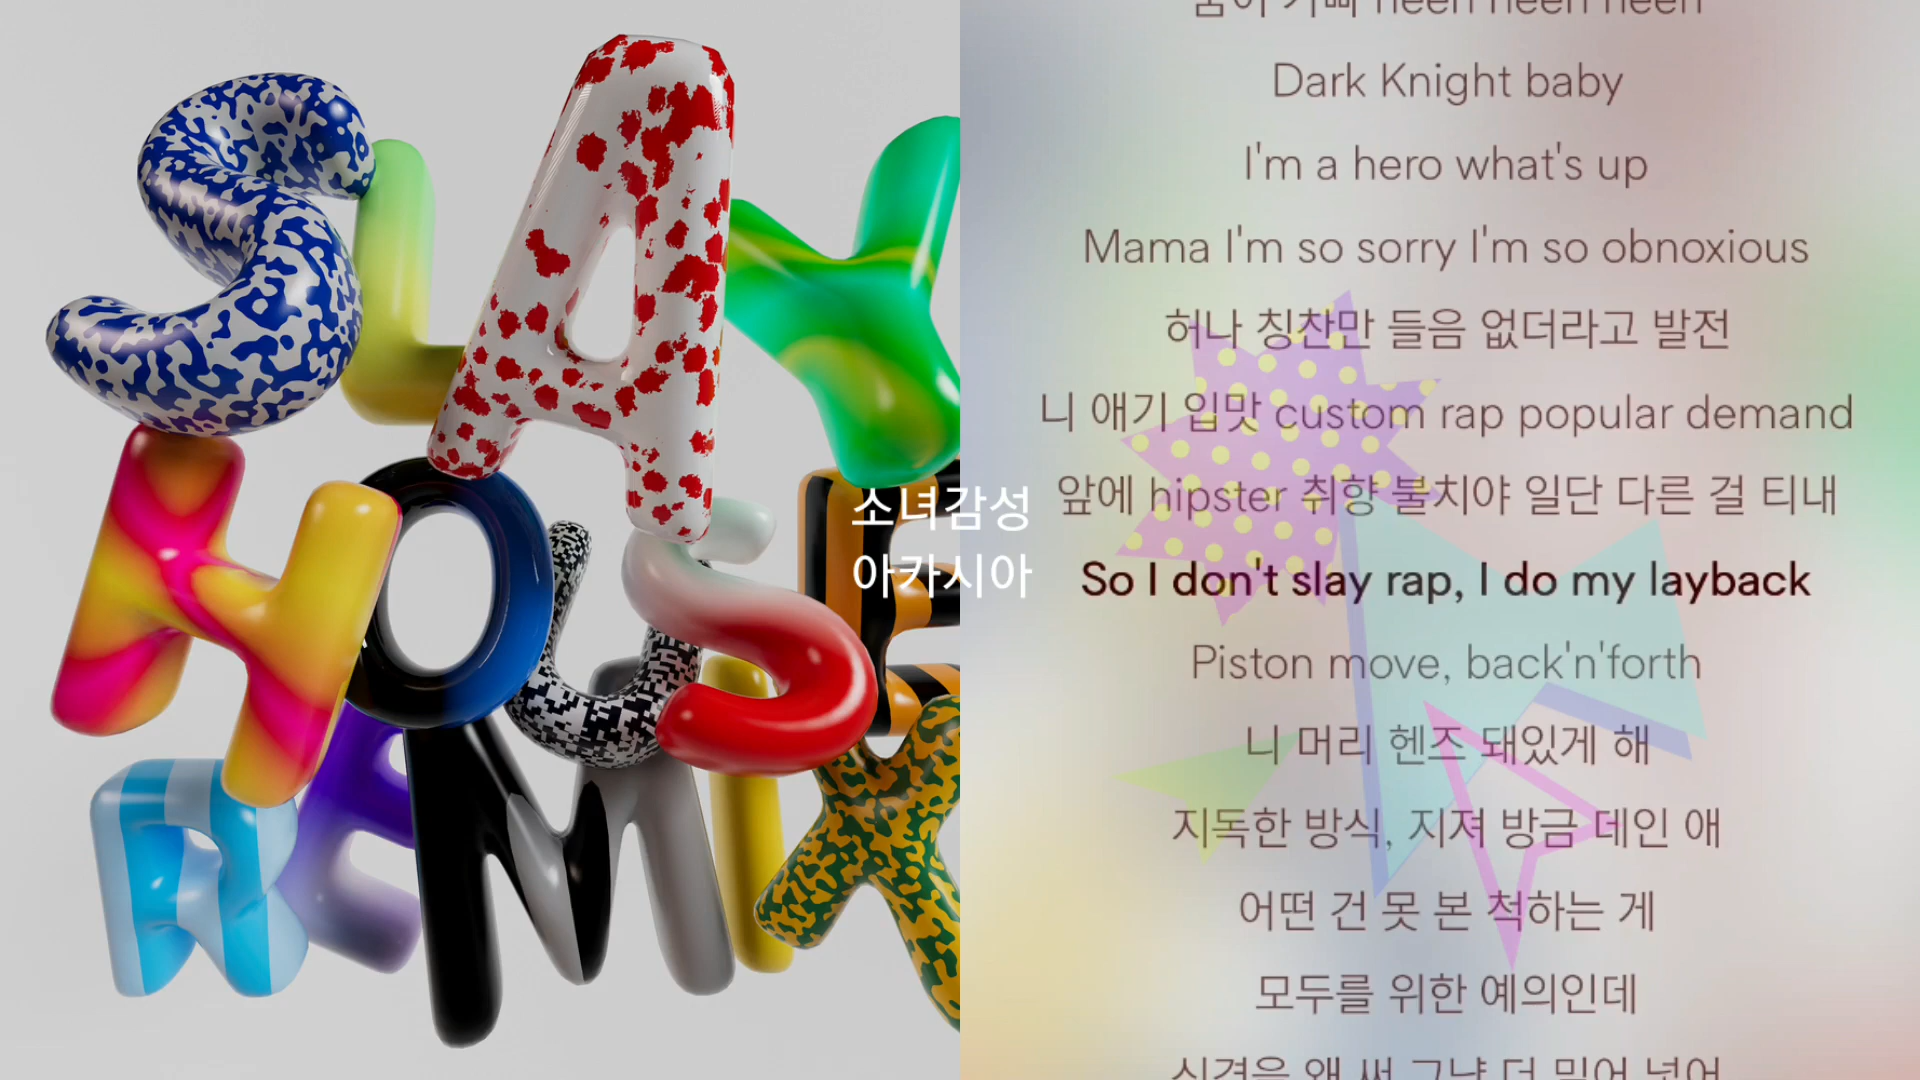 SLAY
HOUSE
REMIX
소녀감성
아카시아
Dark Knight baby
I'm a hero what's up
Mama I'm so sorry I'm so obnoxious
허나 칭찬만 들음 없더라고 발전
니 얘기 입맛 custom rap popular demand
앞에 hipster 취향 불치야 일단 다른 걸 티내
So I don't slay rap, I do my layback
Piston move, back'n'forth
니 머리 헨즈 돼있게 해
지독한 방식, 지져 방금 데인 애
어떤 건 못 본 척하는 게
모두를 위한 예의인데